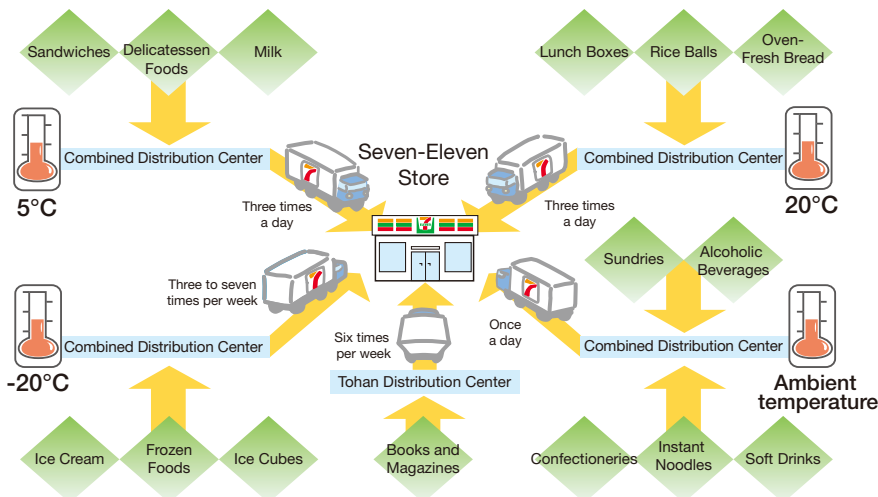 Sandwiches
Delicatessen
Foods
Milk
Lunch Boxes
Rice Balls
Oven-
Fresh Bread
Combined Distribution Center
5°C
Three times
a day
Seven-Eleven
Store
Three times
a day
Combined Distribution Center
20°C
Three to seven
times per week
Combined Distribution Center
-20°C
Six times
per week
Tohan Distribution Center
Once
a day
Sundries
Alcoholic
Beverages
Combined Distribution Center
Ambient
temperature
Ice Cream
Frozen
Foods
Ice Cubes
Books and
Magazines
Confectioneries
Instant
Noodles
Soft Drinks